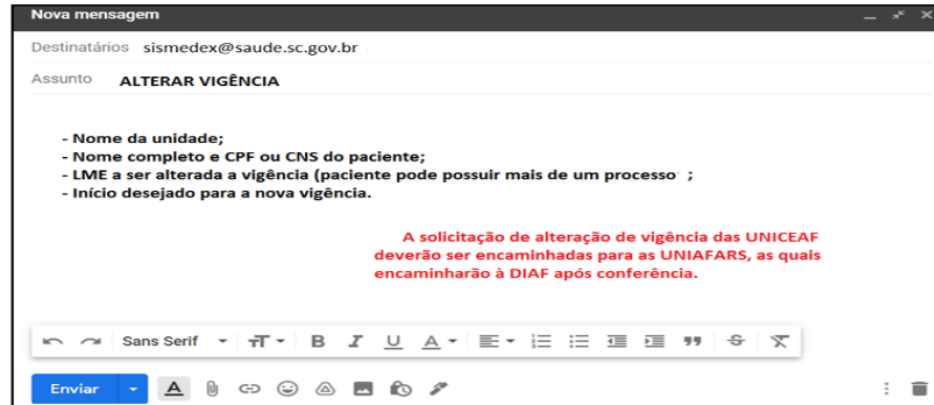 Nova mensagem
Destinatários sismedex@saude.sc.gov.br
Assunto ALTERAR VIGÊNCIA
- Nome da unidade;
- Nome completo e CPF ou CNS do paciente;
- LME a ser alterada a vigência (paciente pode possuir mais de um processo ;
- Início desejado para a nova vigência.
A solicitação de alteração de vigência das UNICEAF
deverão ser encaminhadas para as UNIAFARS, as quais
encaminharão à DIAF após conferência.
Sans Serif
Enviar